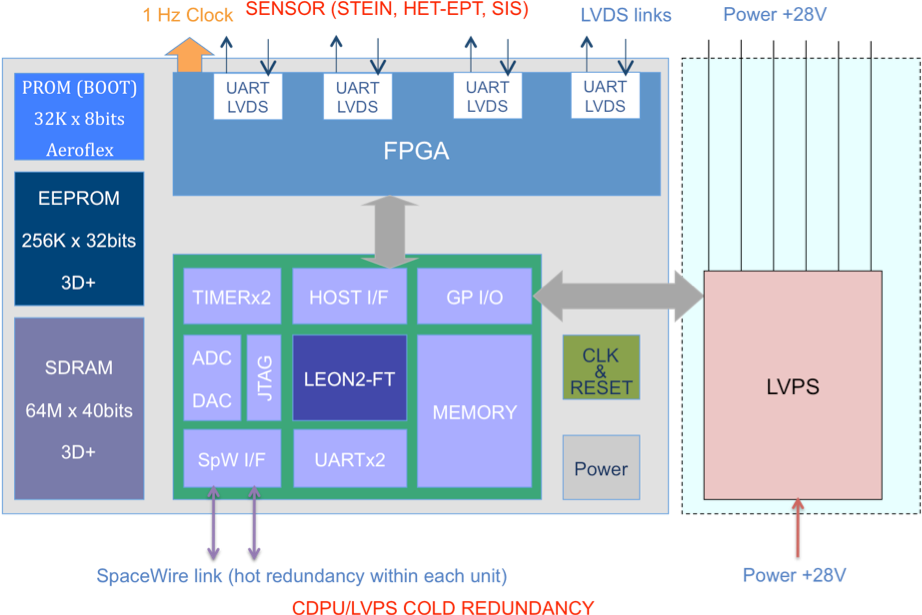 SENSOR (STEIN, HET-EPT, SIS)
1 Hz Clock
LVDS links
Power +28V
PROM (BOOT)
32K x 8bits
Aeroflex
UART
LVDS
UART
LVDS
UART
LVDS
UART
LVDS
FPGA
EEPROM
256K x 32bits
3D+
SDRAM
64M x 40bits
3D+
TIMERx2
HOST I/F
GP I/O
ADC
DAC
JTAG
LEON2-FT
MEMORY
SpW I/F
UARTx2
CLK
&
RESET
Power
LVPS
SpaceWire link (hot redundancy within each unit)
Power +28V
CDPU/LVPS COLD REDUNDANCY